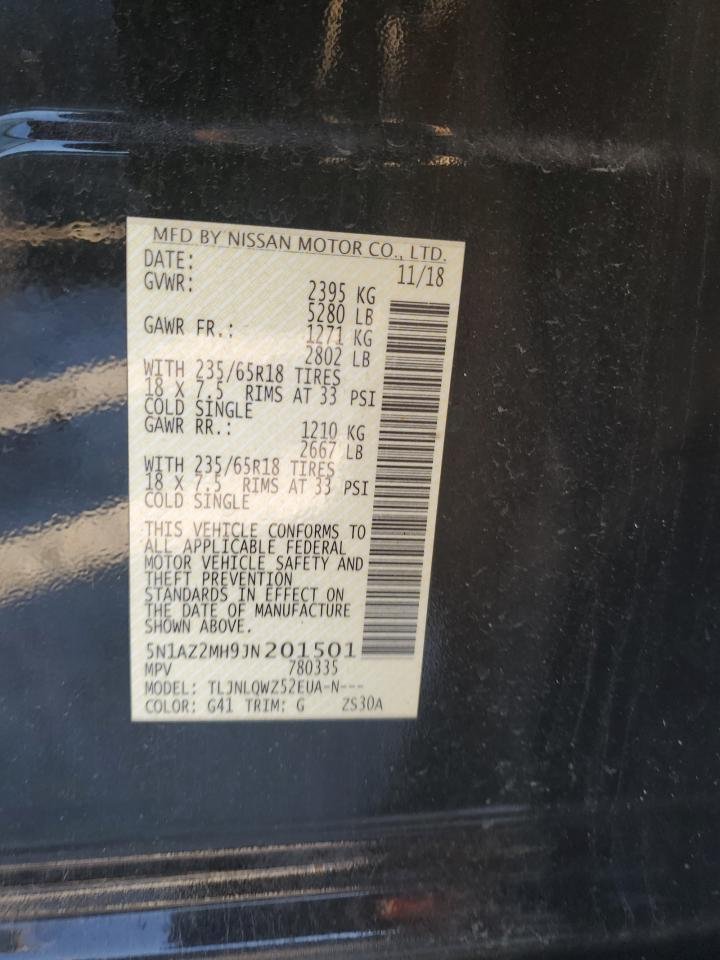 MFD BY NISSAN MOTOR CO., LTD.
DATE: 11/18
GVWR: 2395 KG
5280 LB
GAWR FR.: 1271 KG
2802 LB
WITH 235/65R18 TIRES
18 X 7.5 RIMS AT 33 PSI
COLD SINGLE
GAWR RR.: 1210 KG
2667 LB
WITH 235/65R18 TIRES
18 X 7.5 RIMS AT 33 PSI
COLD SINGLE
THIS VEHICLE CONFORMS TO
ALL APPLICABLE FEDERAL
MOTOR VEHICLE SAFETY AND
THEFT PREVENTION
STANDARDS IN EFFECT ON
THE DATE OF MANUFACTURE
SHOWN ABOVE.
5N1AZ2MH9JN201501
MPV 780335
MODEL: TLJNLQWZ52EUA-N---
COLOR: G41 TRIM: G ZS30A